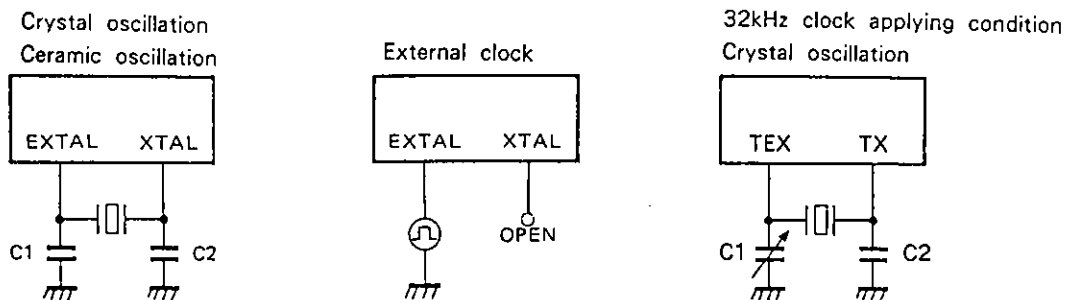 Crystal oscillation
Ceramic oscillation
EXTAL XTAL
C1 C2
External clock
EXTAL XTAL
OPEN
32kHz clock applying condition
Crystal oscillation
TEX TX
C1 C2